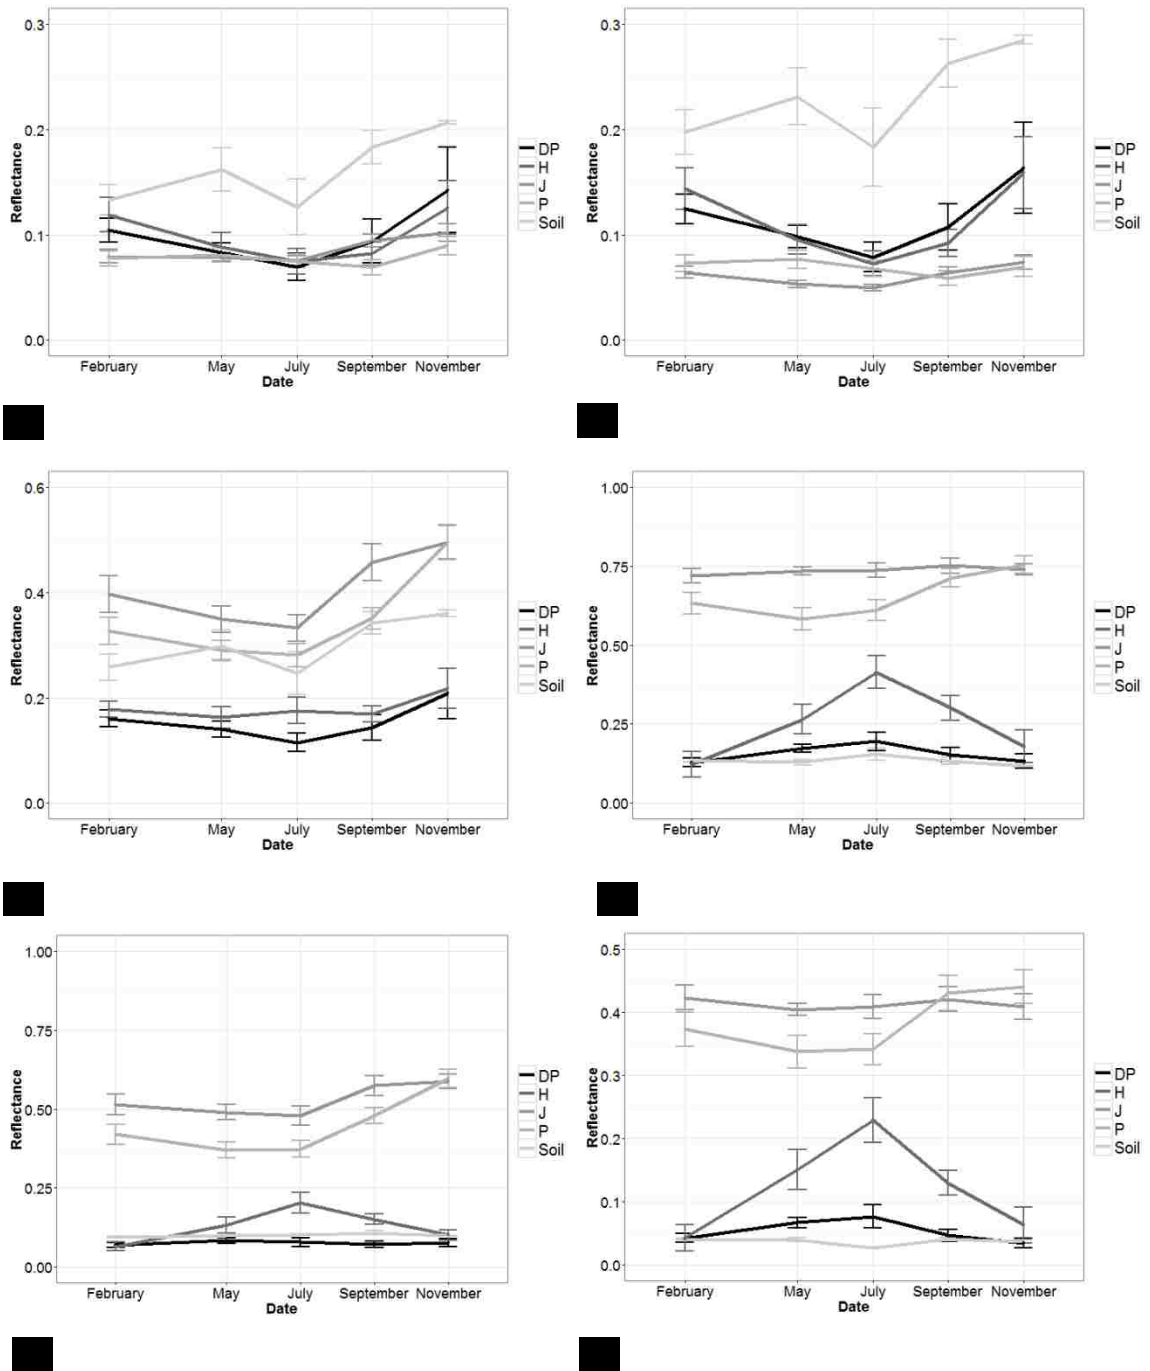 0.3
0.2
0.1
0.0
Reflectance
February May July September November
Date
DP
H
J
P
Soil
0.3
0.2
0.1
0.0
Reflectance
February May July September November
Date
DP
H
J
P
Soil
0.6
0.4
0.2
0.0
Reflectance
February May July September November
Date
DP
H
J
P
Soil
1.00
0.75
0.50
0.25
0.00
Reflectance
February May July September November
Date
DP
H
J
P
Soil
1.00
0.75
0.50
0.25
0.00
Reflectance
February May July September November
Date
DP
H
J
P
Soil
0.5
0.4
0.3
0.2
0.1
0.0
Reflectance
February May July September November
Date
DP
H
J
P
Soil